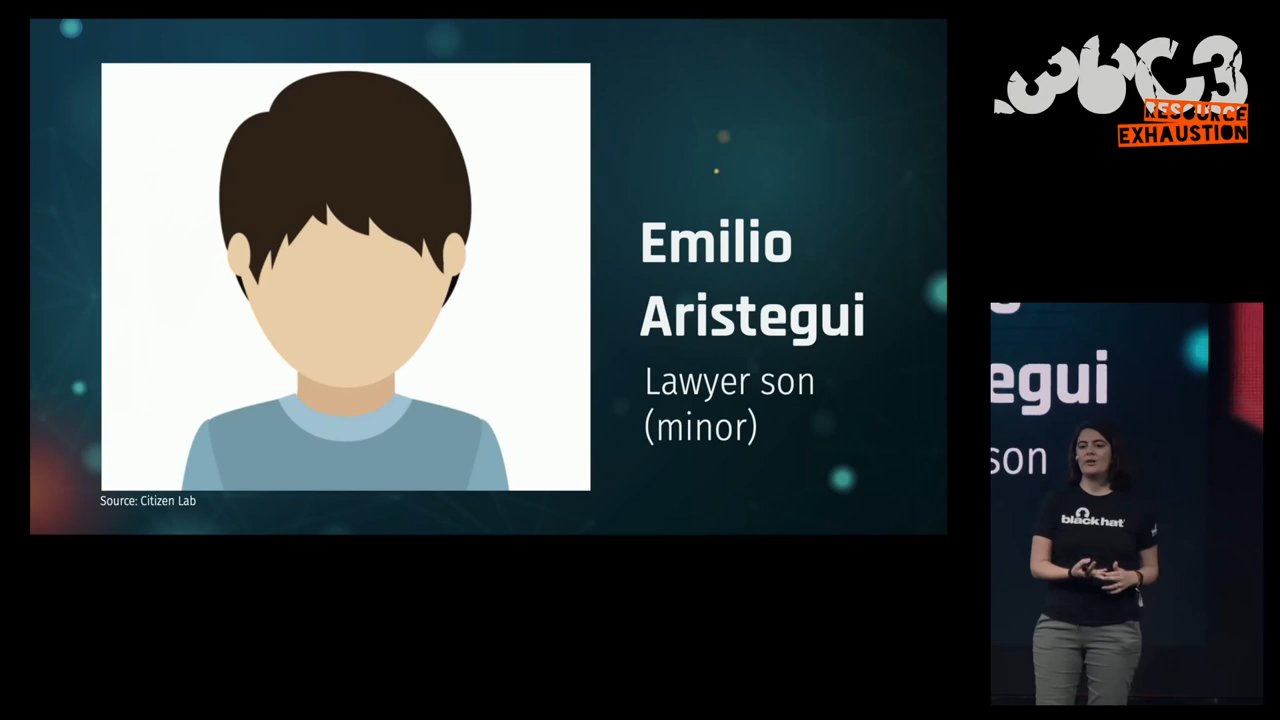 Emilio
Aristegui
Lawyer son
(minor)
Source: Citizen Lab
36C3
RESOURCE
EXHAUSTION
egui
son
black hat